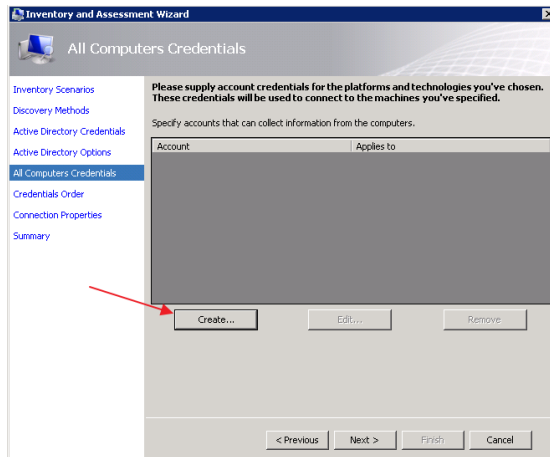 Inventory and Assessment Wizard
All Computers Credentials
Inventory Scenarios
Discovery Methods
Active Directory Credentials
Active Directory Options
All Computers Credentials
Credentials Order
Connection Properties
Summary
Please supply account credentials for the platforms and technologies you've chosen.
These credentials will be used to connect to the machines you've specified.
Specify accounts that can collect information from the computers.
Account Applies to
Create... Edit... Remove
< Previous Next > Finish Cancel